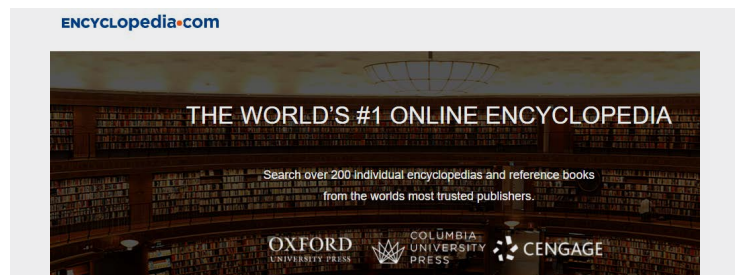 ENCYCLopedia.com
THE WORLD'S #1 ONLINE ENCYCLOPEDIA
Search over 200 individual encyclopedias and reference books
from the worlds most trusted publishers.
OXFORD
UNIVERSITY PRESS
COLUMBIA
UNIVERSITY
PRESS
CENGAGE